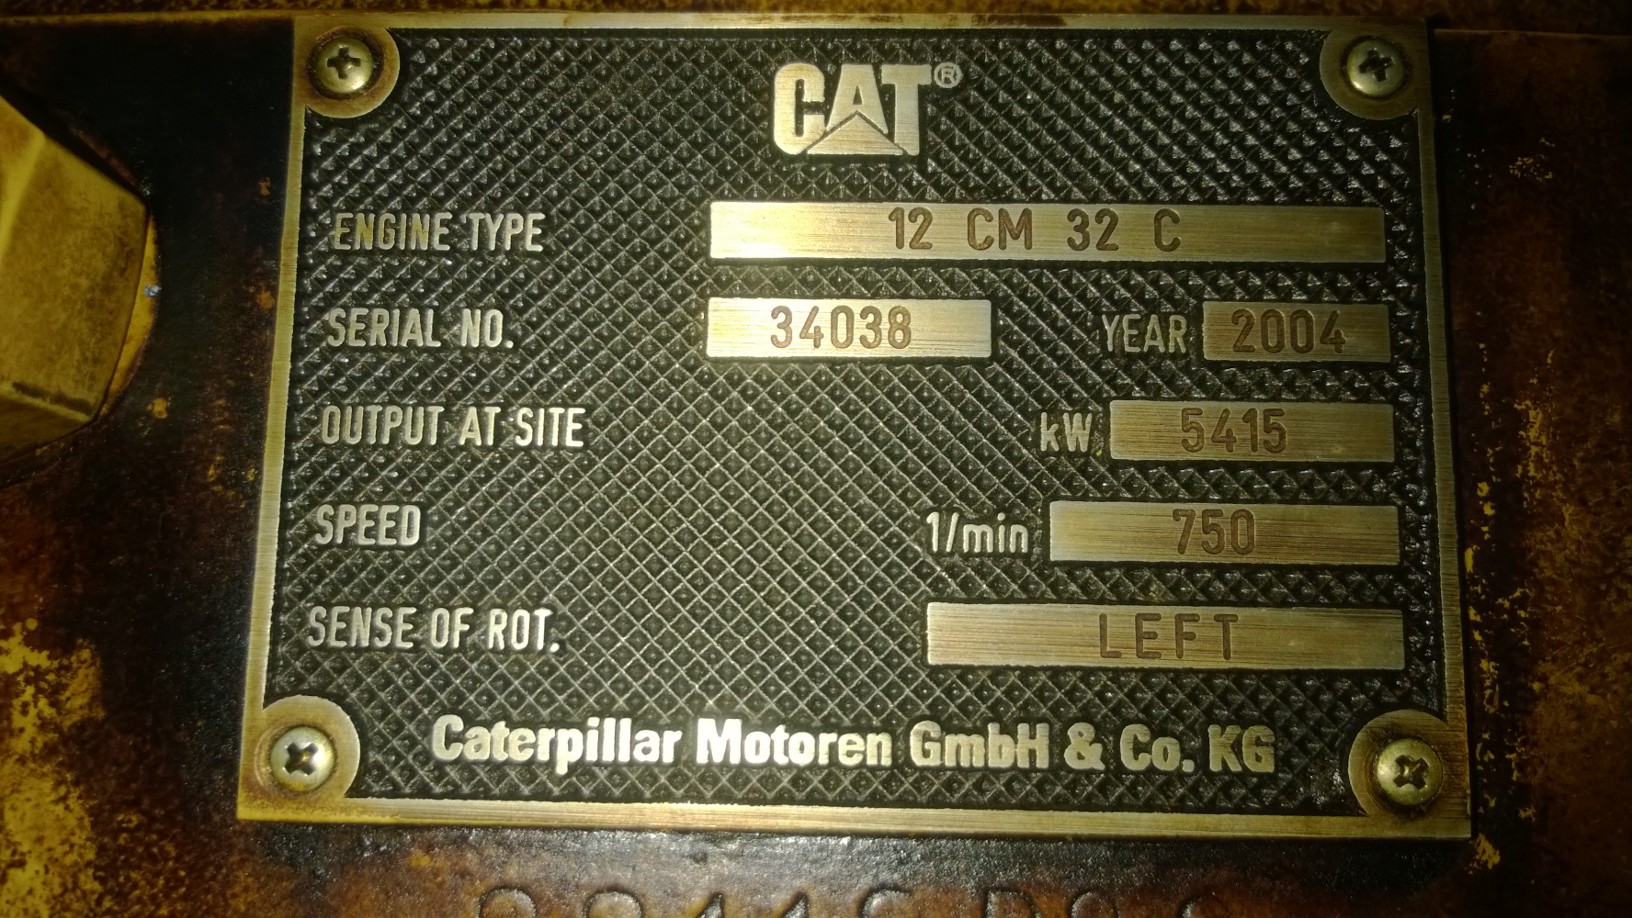 CAT®
ENGINE TYPE 12 CM 32 C
SERIAL NO. 34038 YEAR 2004
OUTPUT AT SITE kW 5415
SPEED 1/min 750
SENSE OF ROT. LEFT
Caterpillar Motoren GmbH & Co. KG